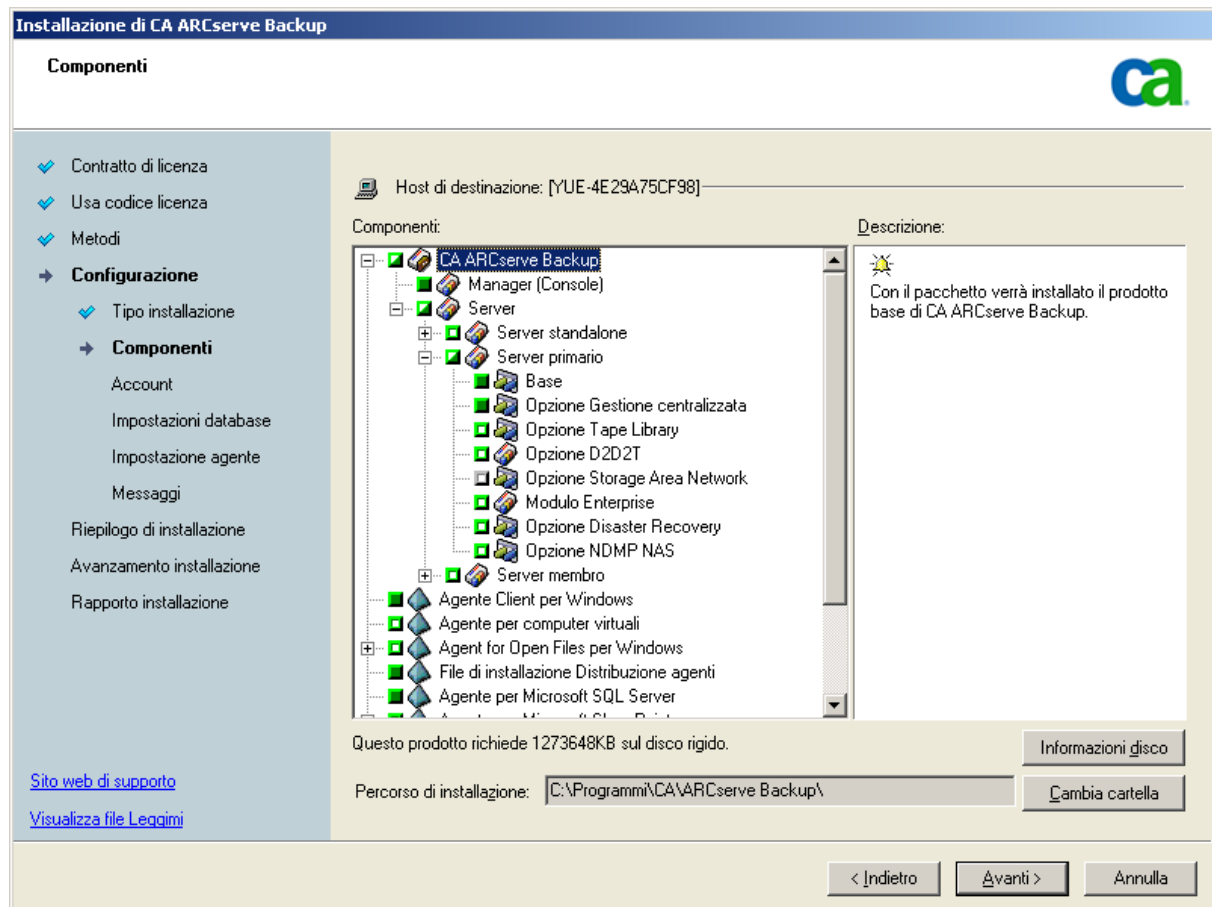 Installazione di CA ARCserve Backup
Componenti
ca
Contratto di licenza
Usa codice licenza
Metodi
Configurazione
Tipo installazione
Componenti
Account
Impostazioni database
Impostazione agente
Messaggi
Riepilogo di installazione
Avanzamento installazione
Rapporto installazione
Sito web di supporto
Visualizza file Leggimi
Host di destinazione: [YUE-4E29A75CF98]
Componenti:
CA ARCserve Backup
Manager (Console)
Server
Server standalone
Server primario
Base
Opzione Gestione centralizzata
Opzione Tape Library
Opzione D2D2T
Opzione Storage Area Network
Modulo Enterprise
Opzione Disaster Recovery
Opzione NDMP NAS
Server membro
Agente Client per Windows
Agente per computer virtuali
Agent for Open Files per Windows
File di installazione Distribuzione agenti
Agente per Microsoft SQL Server
Descrizione:
Con il pacchetto verrà installato il prodotto
base di CA ARCserve Backup.
Questo prodotto richiede 1273648KB sul disco rigido.
Informazioni disco
Percorso di installazione: C:\Programmi\CA\ARCserve Backup\
Cambia cartella
< Indietro
Avanti >
Annulla